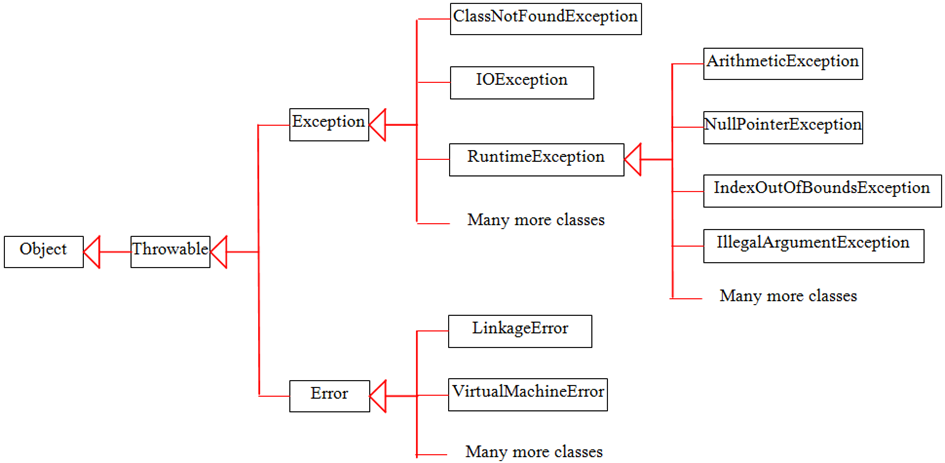 ClassNotFoundException
ArithmeticException
IOException
Exception
NullPointerException
RuntimeException
IndexOutOfBoundsException
Many more classes
Object
Throwable
IllegalArgumentException
Many more classes
LinkageError
Error
VirtualMachineError
Many more classes